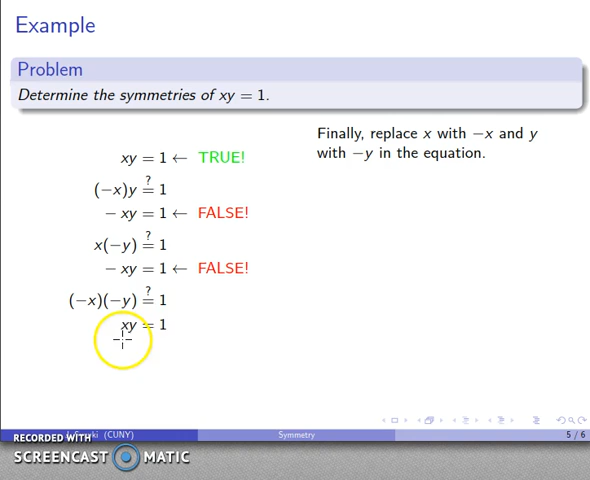 Example
Problem
Determine the symmetries of xy = 1.
Finally, replace x with −x and y
with −y in the equation.
xy = 1 ← TRUE!
(−x)y ≟ 1
− xy = 1 ← FALSE!
x(−y) ≟ 1
− xy = 1 ← FALSE!
(−x)(−y) ≟ 1
xy = 1
(CUNY) Symmetry 5 / 6
RECORDED WITH
SCREENCAST MATIC